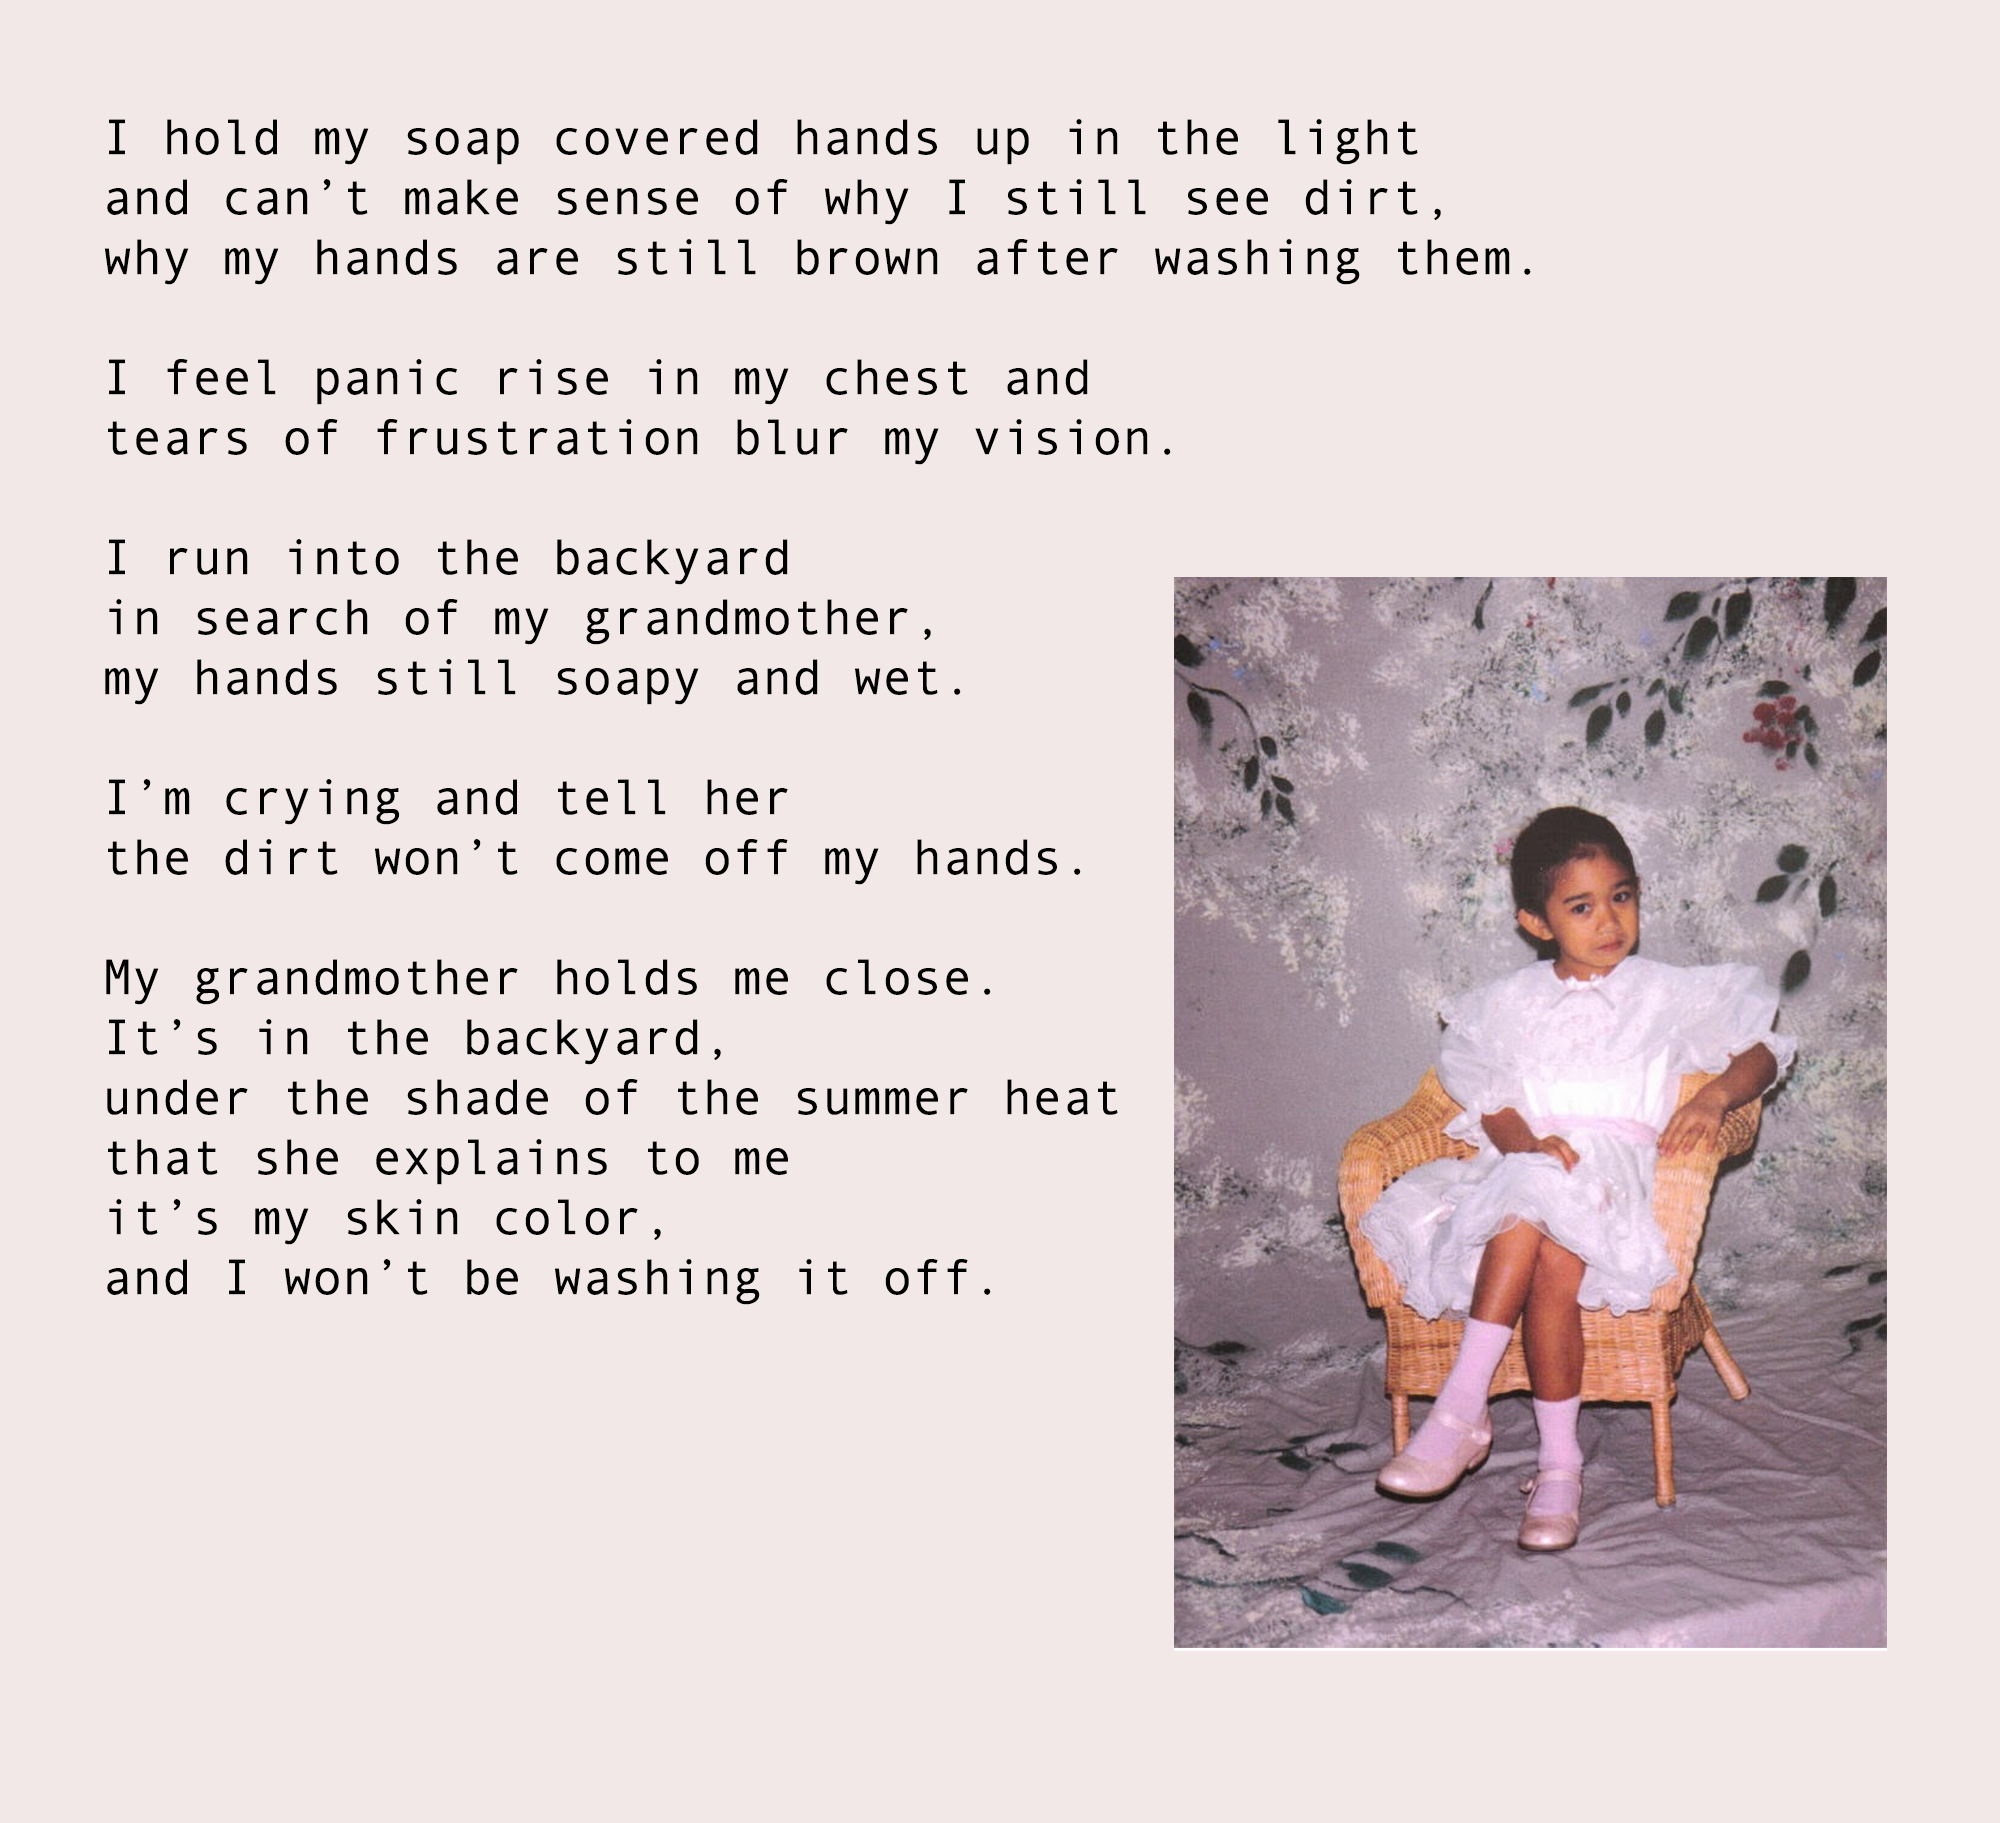 I hold my soap covered hands up in the light
and can’t make sense of why I still see dirt,
why my hands are still brown after washing them.
I feel panic rise in my chest and
tears of frustration blur my vision.
I run into the backyard
in search of my grandmother,
my hands still soapy and wet.
I’m crying and tell her
the dirt won’t come off my hands.
My grandmother holds me close.
It’s in the backyard,
under the shade of the summer heat
that she explains to me
it’s my skin color,
and I won’t be washing it off.